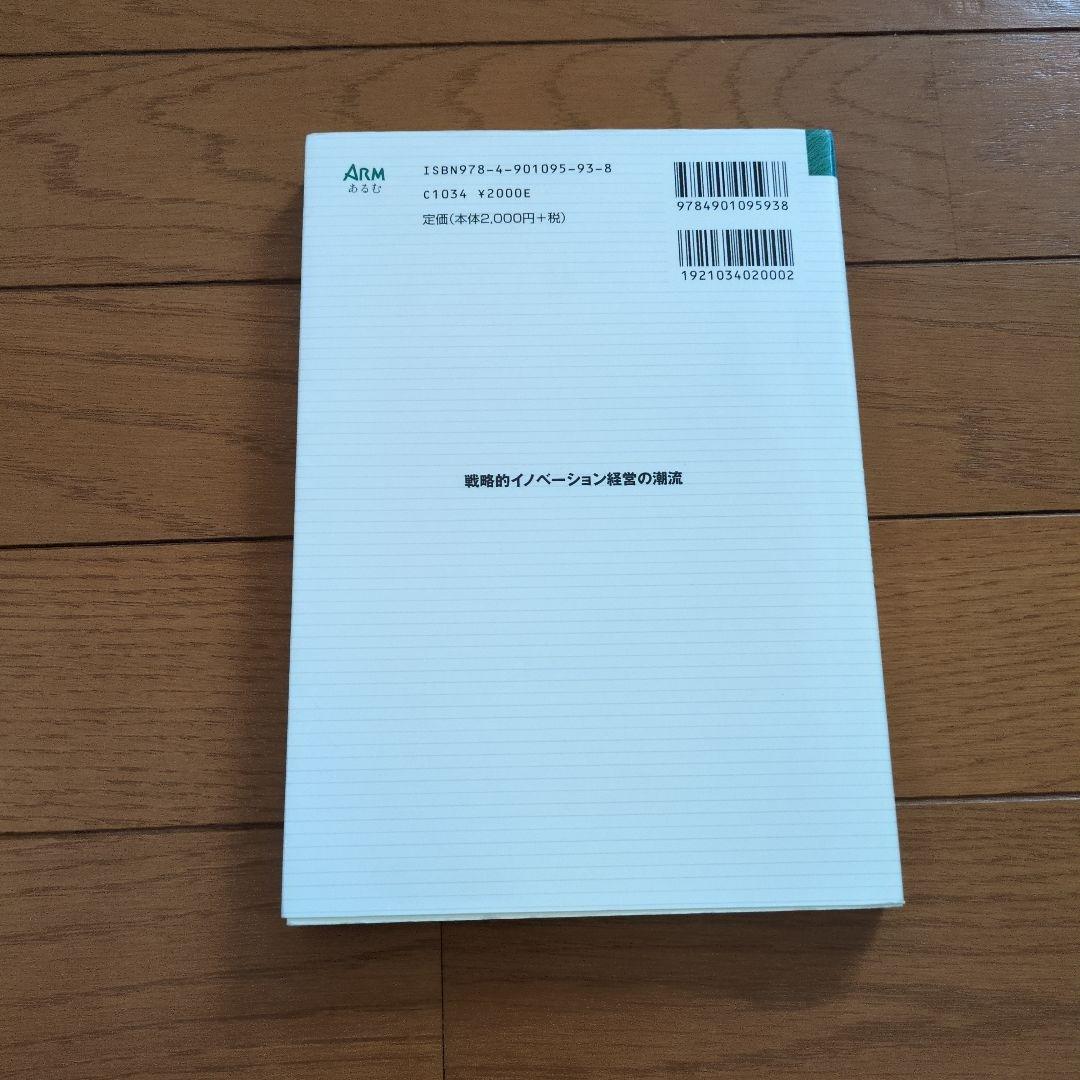 ARM
あるむ
ISBN978-4-901095-93-8
C1034 ¥2000E
定価(本体2,000円+税)
9784901095938
1921034020002
戦略的イノベーション経営の潮流